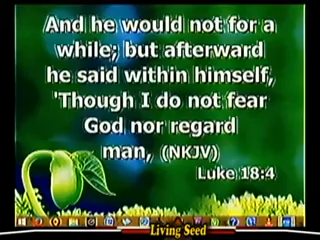 And he would not for a
while; but afterward
he said within himself,
'Though I do not fear
God nor regard
man, (NKJV)
Luke 18:4
Living Seed